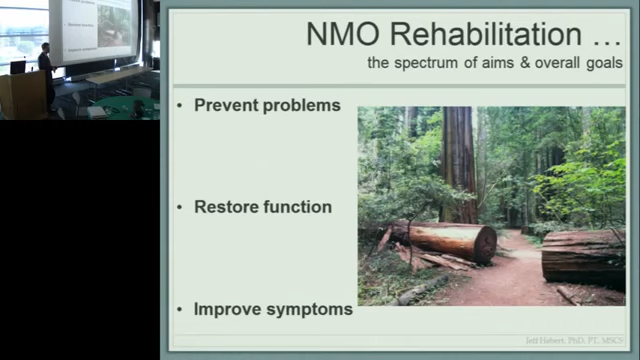 NMO Rehabilitation …
the spectrum of aims & overall goals
• Prevent problems
• Restore function
• Improve symptoms
Jeff Hebert, PhD, PT, MSCS